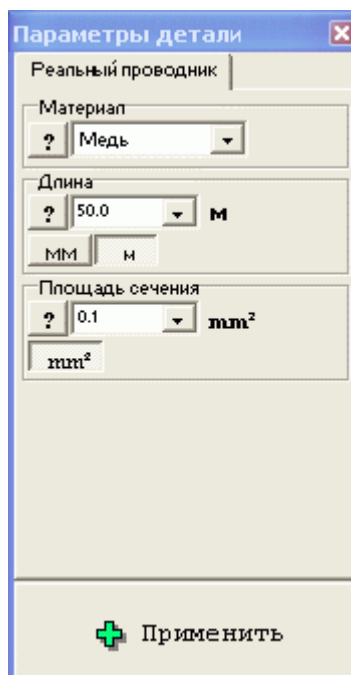 Параметры детали
Реальный проводник
Материал
? Медь
Длина
? 50.0 м
мм м
Площадь сечения
? 0.1 mm²
mm²
Применить